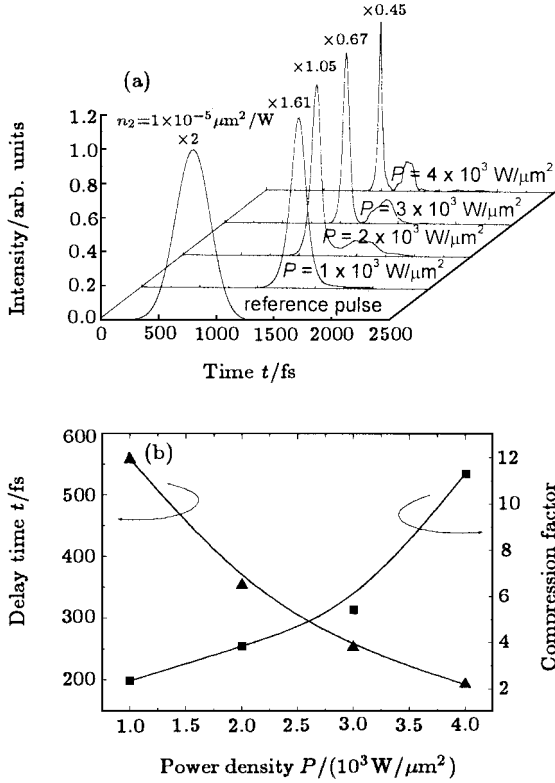 ×0.45
×0.67
(a)
×1.05
1.2
n₂=1×10⁻⁵μm²/W
×1.61
1.0
×2
0.8
P = 4 x 10³ W/μm²
0.6
P = 3 x 10³ W/μm²
0.4
P = 2 x 10³ W/μm²
0.2
P = 1 x 10³ W/μm²
0.0
reference pulse
Intensity/arb. units
0 500 1000 1500 2000 2500
Time t/fs
(b)
600
550
500
450
400
350
300
250
200
Delay time t/fs
12
10
8
6
4
2
Compression factor
1.0 1.5 2.0 2.5 3.0 3.5 4.0
Power density P/(10³W/μm²)